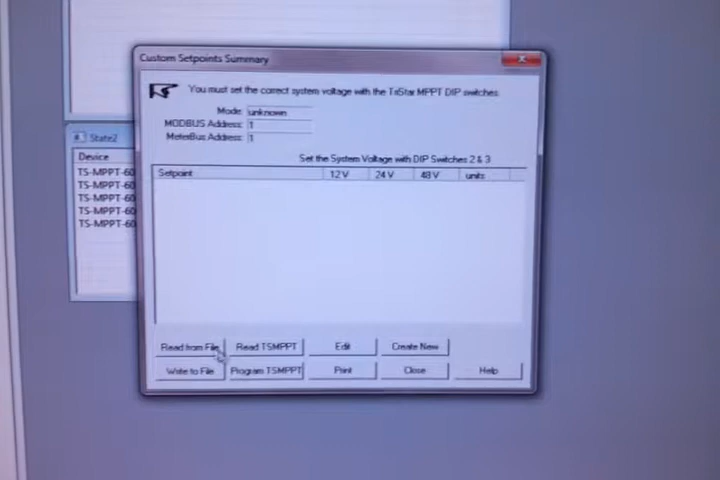 Custom Setpoints Summary
You must set the correct system voltage with the TriStar MPPT DIP switches.
Mode: unknown
MODBUS Address: 1
MeterBus Address: 1
Set the System Voltage with DIP Switches 2 & 3
Setpoint 12 V 24 V 48 V units
Read from File Read TSMPPT Edit Create New
Write to File Program TSMPPT Print Close Help
State2
Device
TS-MPPT-60
TS-MPPT-60
TS-MPPT-60
TS-MPPT-60
TS-MPPT-60